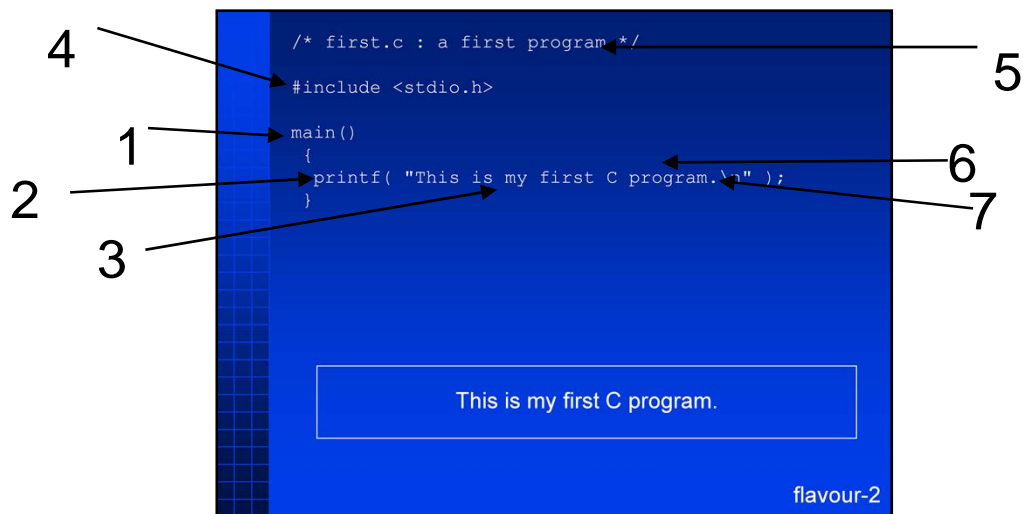 /* first.c : a first program */
4
5
#include <stdio.h>
main()
1
{
6
printf( "This is my first C program.\n" );
2
7
}
3
This is my first C program.
flavour-2